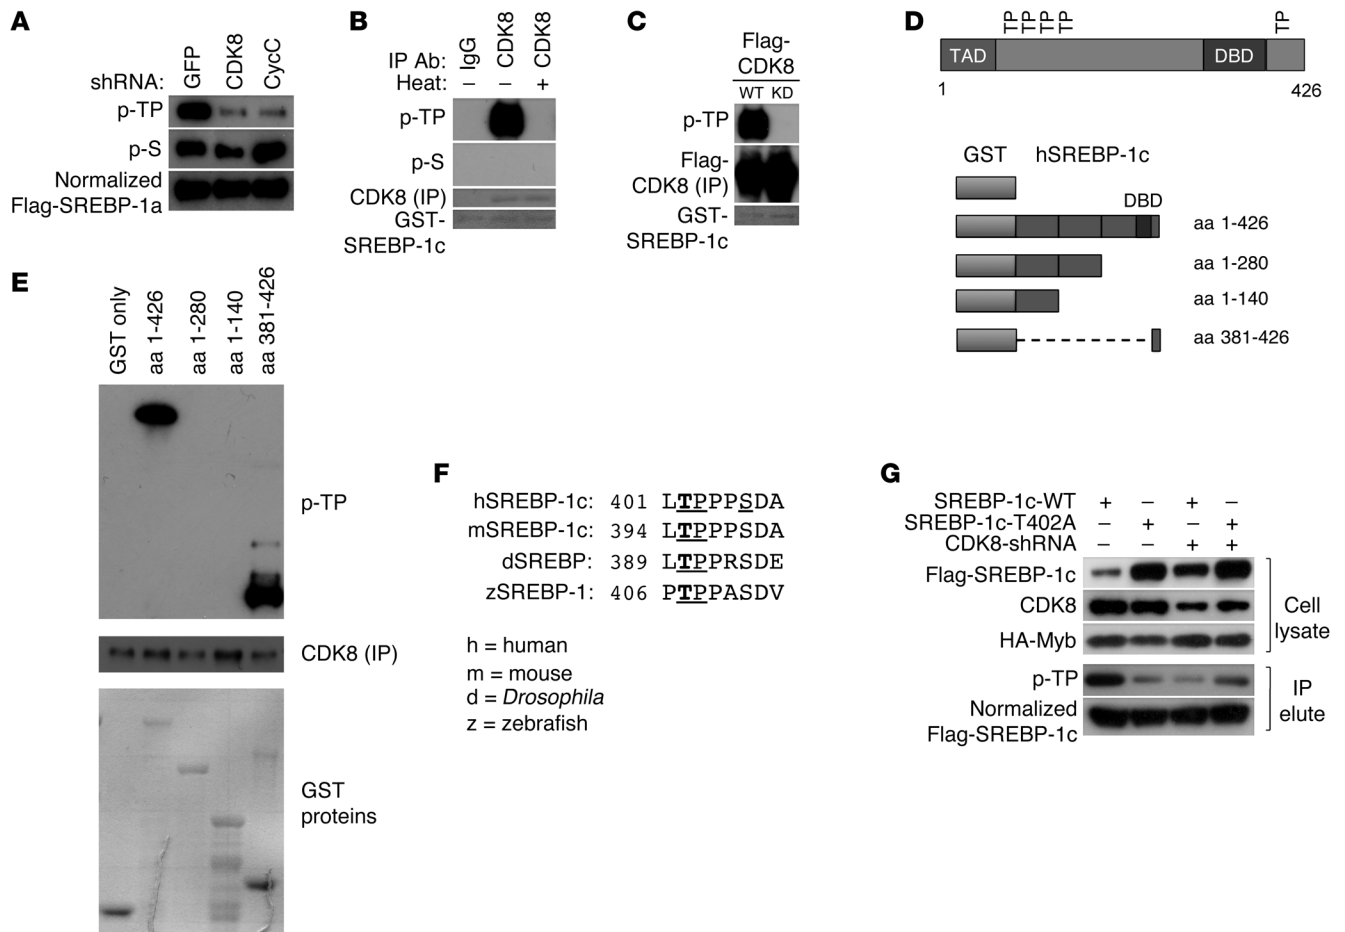 A
shRNA:
GFP
CDK8
CycC
p-TP
p-S
Normalized
Flag-SREBP-1a
B
IP Ab:
IgG
CDK8
CDK8
Heat: – – +
p-TP
p-S
CDK8 (IP)
GST-
SREBP-1c
C
Flag-
CDK8
WT KD
p-TP
Flag-
CDK8 (IP)
GST-
SREBP-1c
D
TP
TP
TP
TP
TP
TAD
DBD
1
426
GST
hSREBP-1c
DBD
aa 1-426
aa 1-280
aa 1-140
aa 381-426
E
GST only
aa 1-426
aa 1-280
aa 1-140
aa 381-426
p-TP
CDK8 (IP)
GST
proteins
F
hSREBP-1c: 401 LTPPPSDA
mSREBP-1c: 394 LTPPPSDA
dSREBP: 389 LTPPRSDE
zSREBP-1: 406 PTPPASDV
h = human
m = mouse
d = Drosophila
z = zebrafish
G
SREBP-1c-WT + – + –
SREBP-1c-T402A – + – +
CDK8-shRNA – – + +
Flag-SREBP-1c
CDK8
HA-Myb
Cell
lysate
p-TP
Normalized
Flag-SREBP-1c
IP
elute